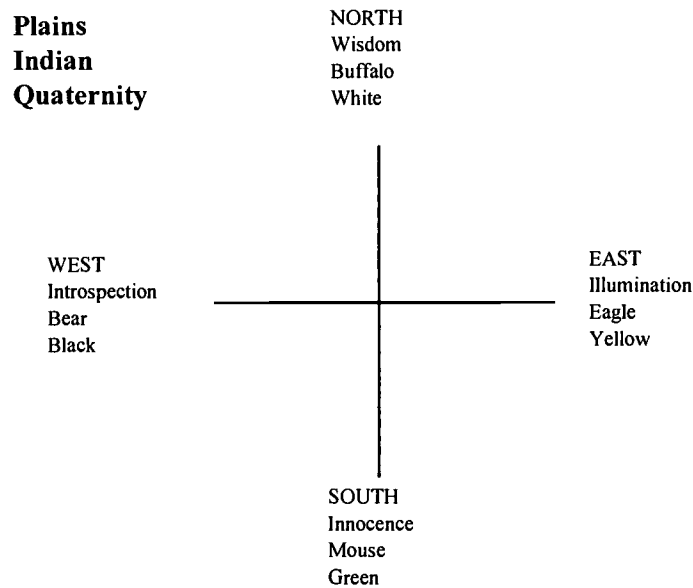 Plains
Indian
Quaternity
NORTH
Wisdom
Buffalo
White
WEST
Introspection
Bear
Black
EAST
Illumination
Eagle
Yellow
SOUTH
Innocence
Mouse
Green